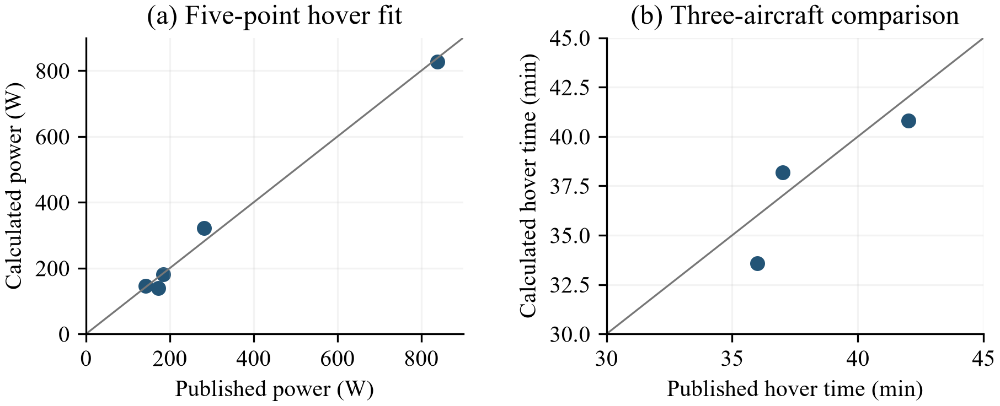 (a) Five-point hover fit
Calculated power (W)
800
600
400
200
0
0 200 400 600 800
Published power (W)
(b) Three-aircraft comparison
Calculated hover time (min)
45.0
42.5
40.0
37.5
35.0
32.5
30.0
30 35 40 45
Published hover time (min)